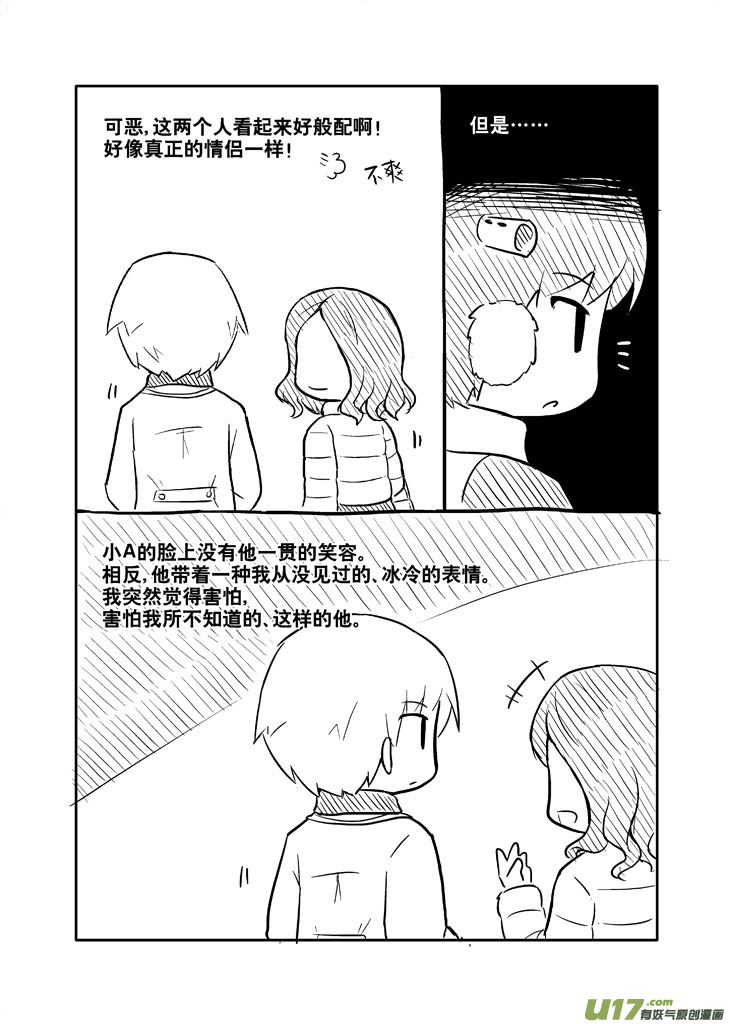 可恶，这两个人看起来好般配啊！
好像真正的情侣一样！
不爽
但是……
小A的脸上没有他一贯的笑容。
相反，他带着一种我从没见过的、冰冷的表情。
我突然觉得害怕，
害怕我所不知道的、这样的他。
U17.com
有妖气原创漫画